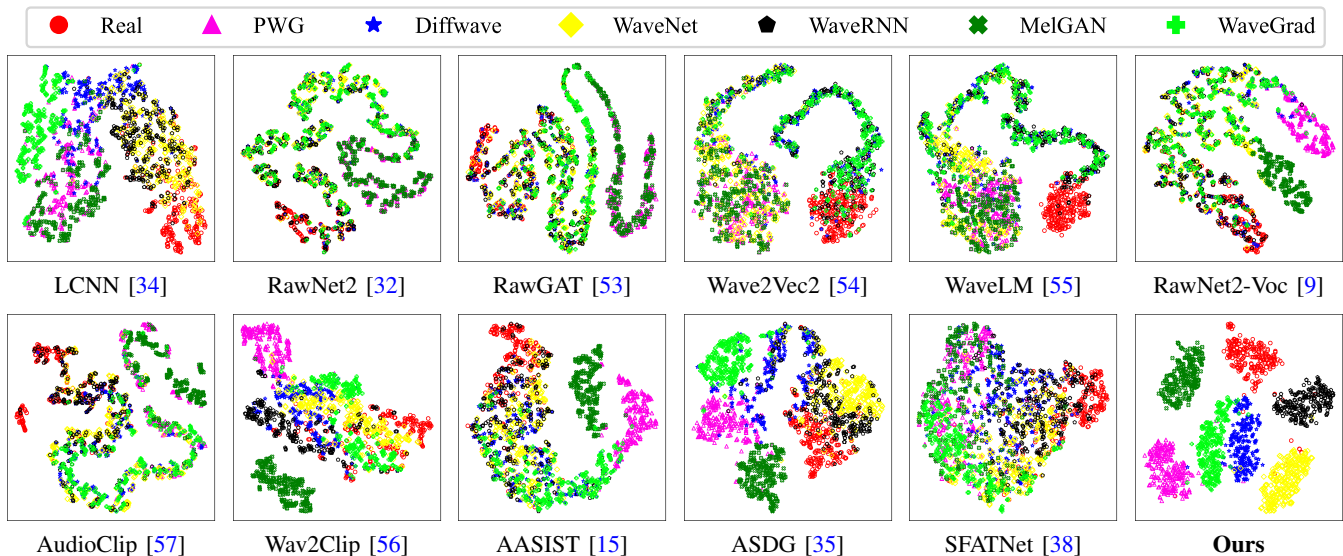 Real PWG Diffwave WaveNet WaveRNN MelGAN WaveGrad
LCNN [34] RawNet2 [32] RawGAT [53] Wave2Vec2 [54] WaveLM [55] RawNet2-Voc [9]
AudioClip [57] Wav2Clip [56] AASIST [15] ASDG [35] SFATNet [38] Ours